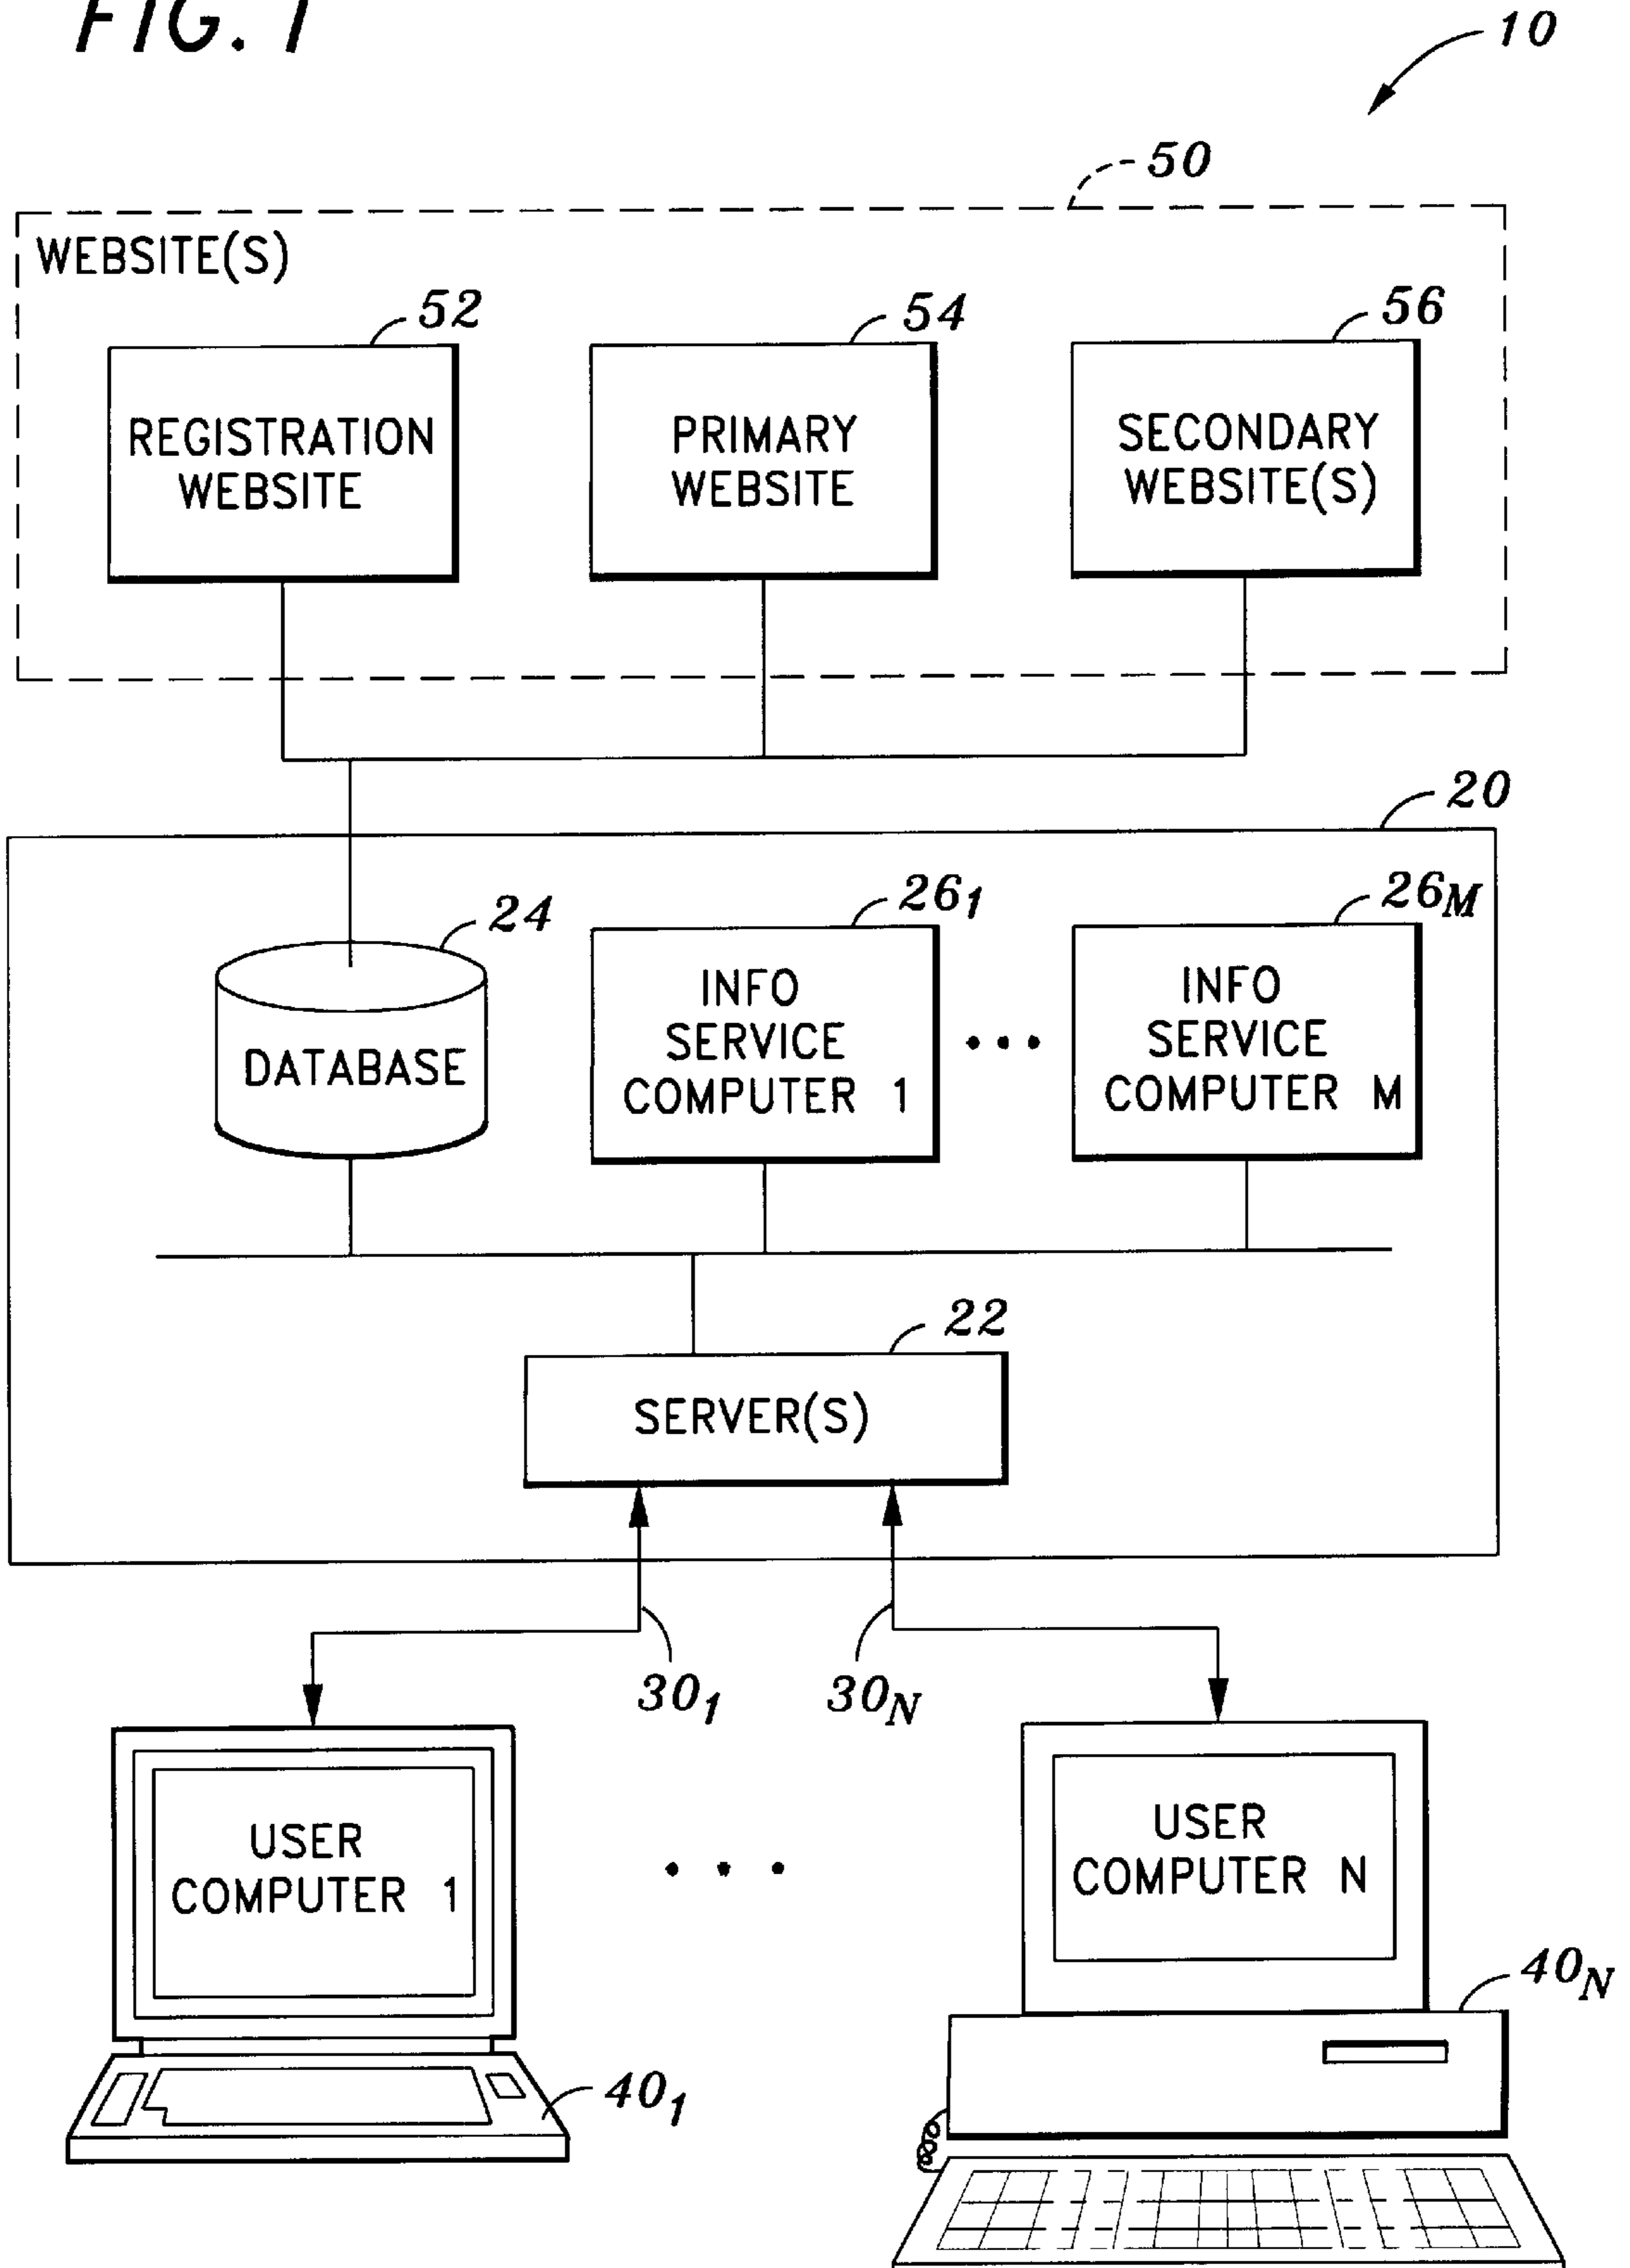 FIG. 1
10
50
WEBSITE(S)
52
54
56
REGISTRATION
WEBSITE
PRIMARY
WEBSITE
SECONDARY
WEBSITE(S)
20
24
26₁
26M
DATABASE
INFO
SERVICE
COMPUTER 1
INFO
SERVICE
COMPUTER M
22
SERVER(S)
30₁
30N
USER
COMPUTER 1
USER
COMPUTER N
40₁
40N